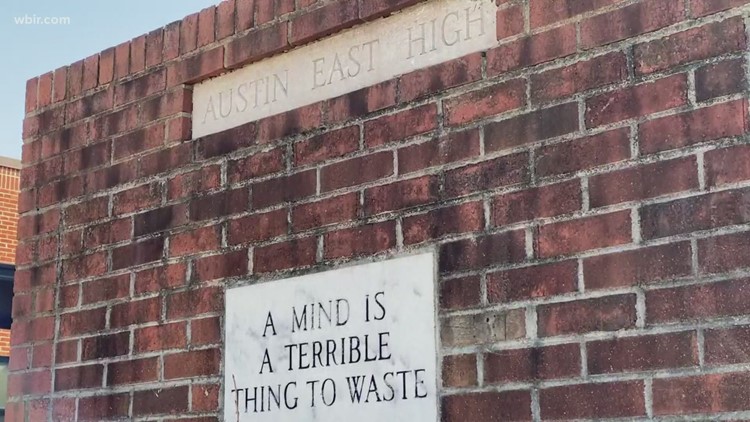 wbir.com
AUSTIN EAST HIGH
A MIND IS
A TERRIBLE
THING TO WASTE